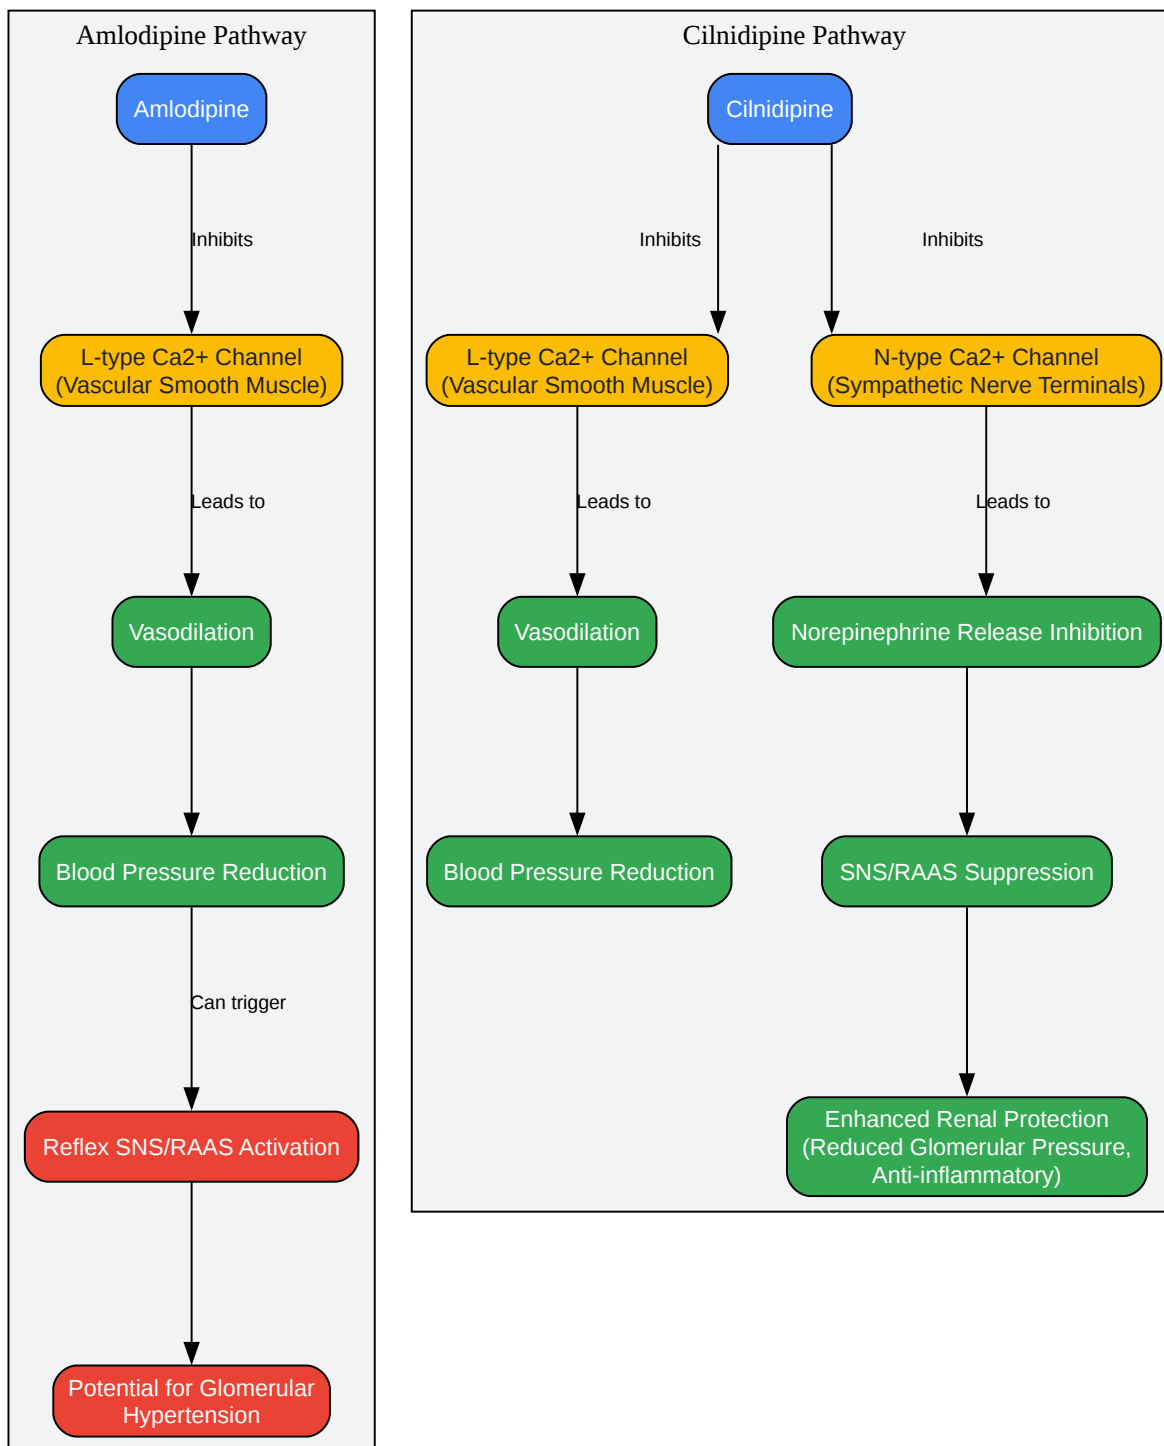 Amlodipine Pathway
Amlodipine
Inhibits
L-type Ca2+ Channel
(Vascular Smooth Muscle)
Leads to
Vasodilation
Blood Pressure Reduction
Can trigger
Reflex SNS/RAAS Activation
Potential for Glomerular
Hypertension
Cilnidipine Pathway
Cilnidipine
Inhibits
Inhibits
L-type Ca2+ Channel
(Vascular Smooth Muscle)
N-type Ca2+ Channel
(Sympathetic Nerve Terminals)
Leads to
Leads to
Vasodilation
Norepinephrine Release Inhibition
Blood Pressure Reduction
SNS/RAAS Suppression
Enhanced Renal Protection
(Reduced Glomerular Pressure,
Anti-inflammatory)